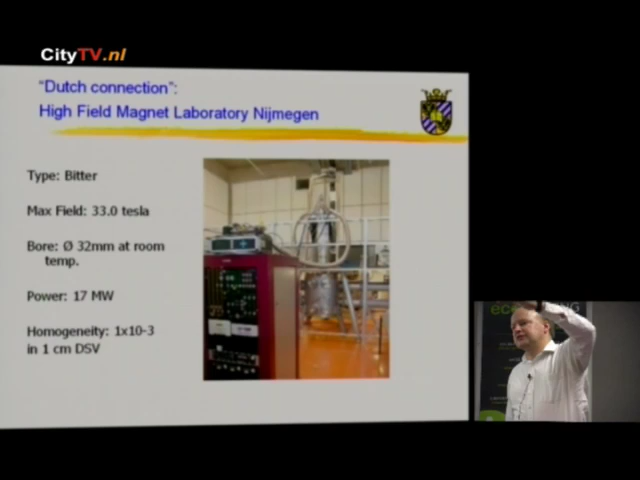 CityTV.nl
"Dutch connection":
High Field Magnet Laboratory Nijmegen
Type: Bitter
Max Field: 33.0 tesla
Bore: Ø 32mm at room
temp.
Power: 17 MW
Homogeneity: 1x10-3
in 1 cm DSV